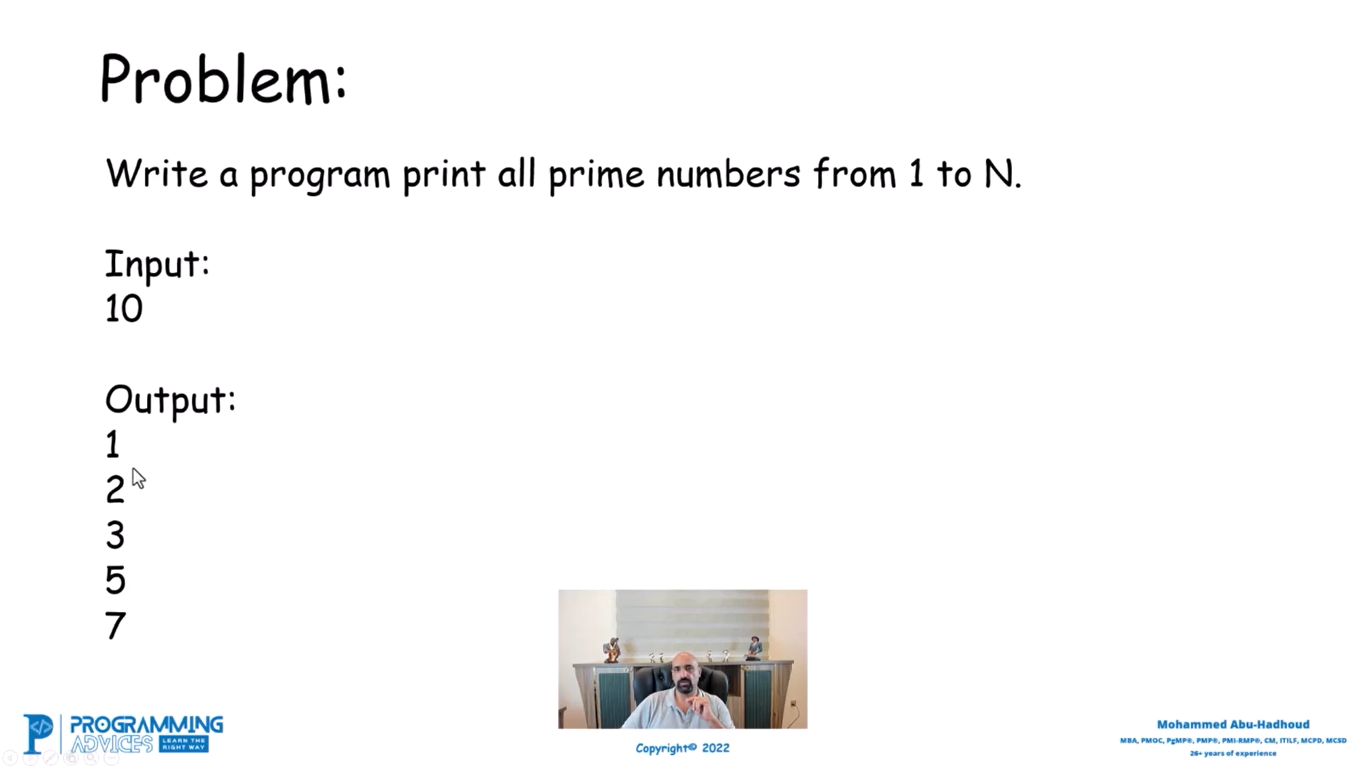 Problem:
Write a program print all prime numbers from 1 to N.
Input:
10
Output:
1
2
3
5
7
PROGRAMMING
ADVICES LEARN THE RIGHT WAY
Copyright© 2022
Mohammed Abu-Hadhoud
MBA, PMOC, PgMP®, PMP®, PMI-RMP®, CM, ITILF, MCPD, MCSD
26+ years of experience